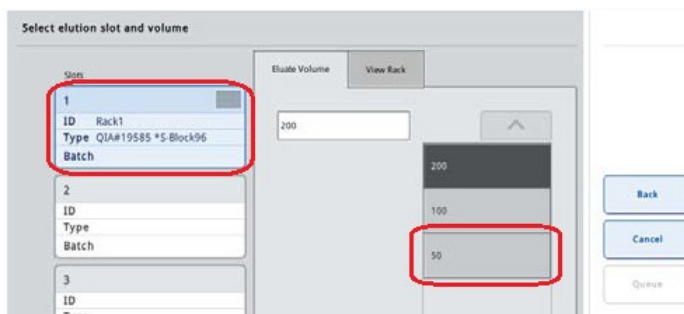 Select elution slot and volume
Slots
1
ID Rack1
Type QIA#19585 *S-Block96
Batch
2
ID
Type
Batch
3
ID
Eluate Volume
View Rack
200
200
100
50
Back
Cancel
Queue